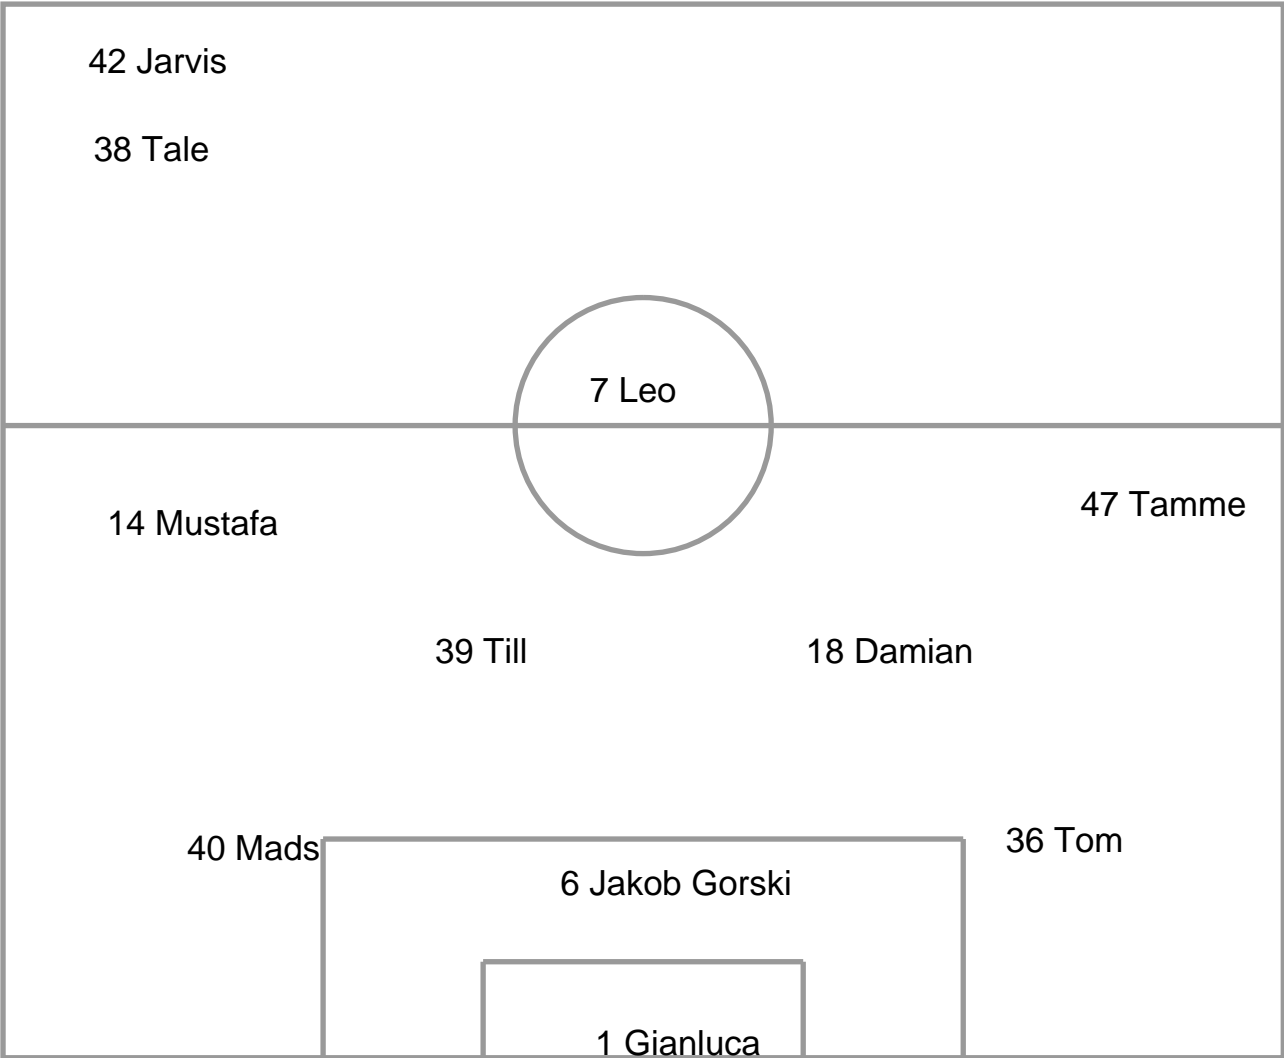 42 Jarvis
38 Tale
7 Leo
47 Tamme
14 Mustafa
39 Till
18 Damian
36 Tom
40 Mads
6 Jakob Gorski
1 Gianluca